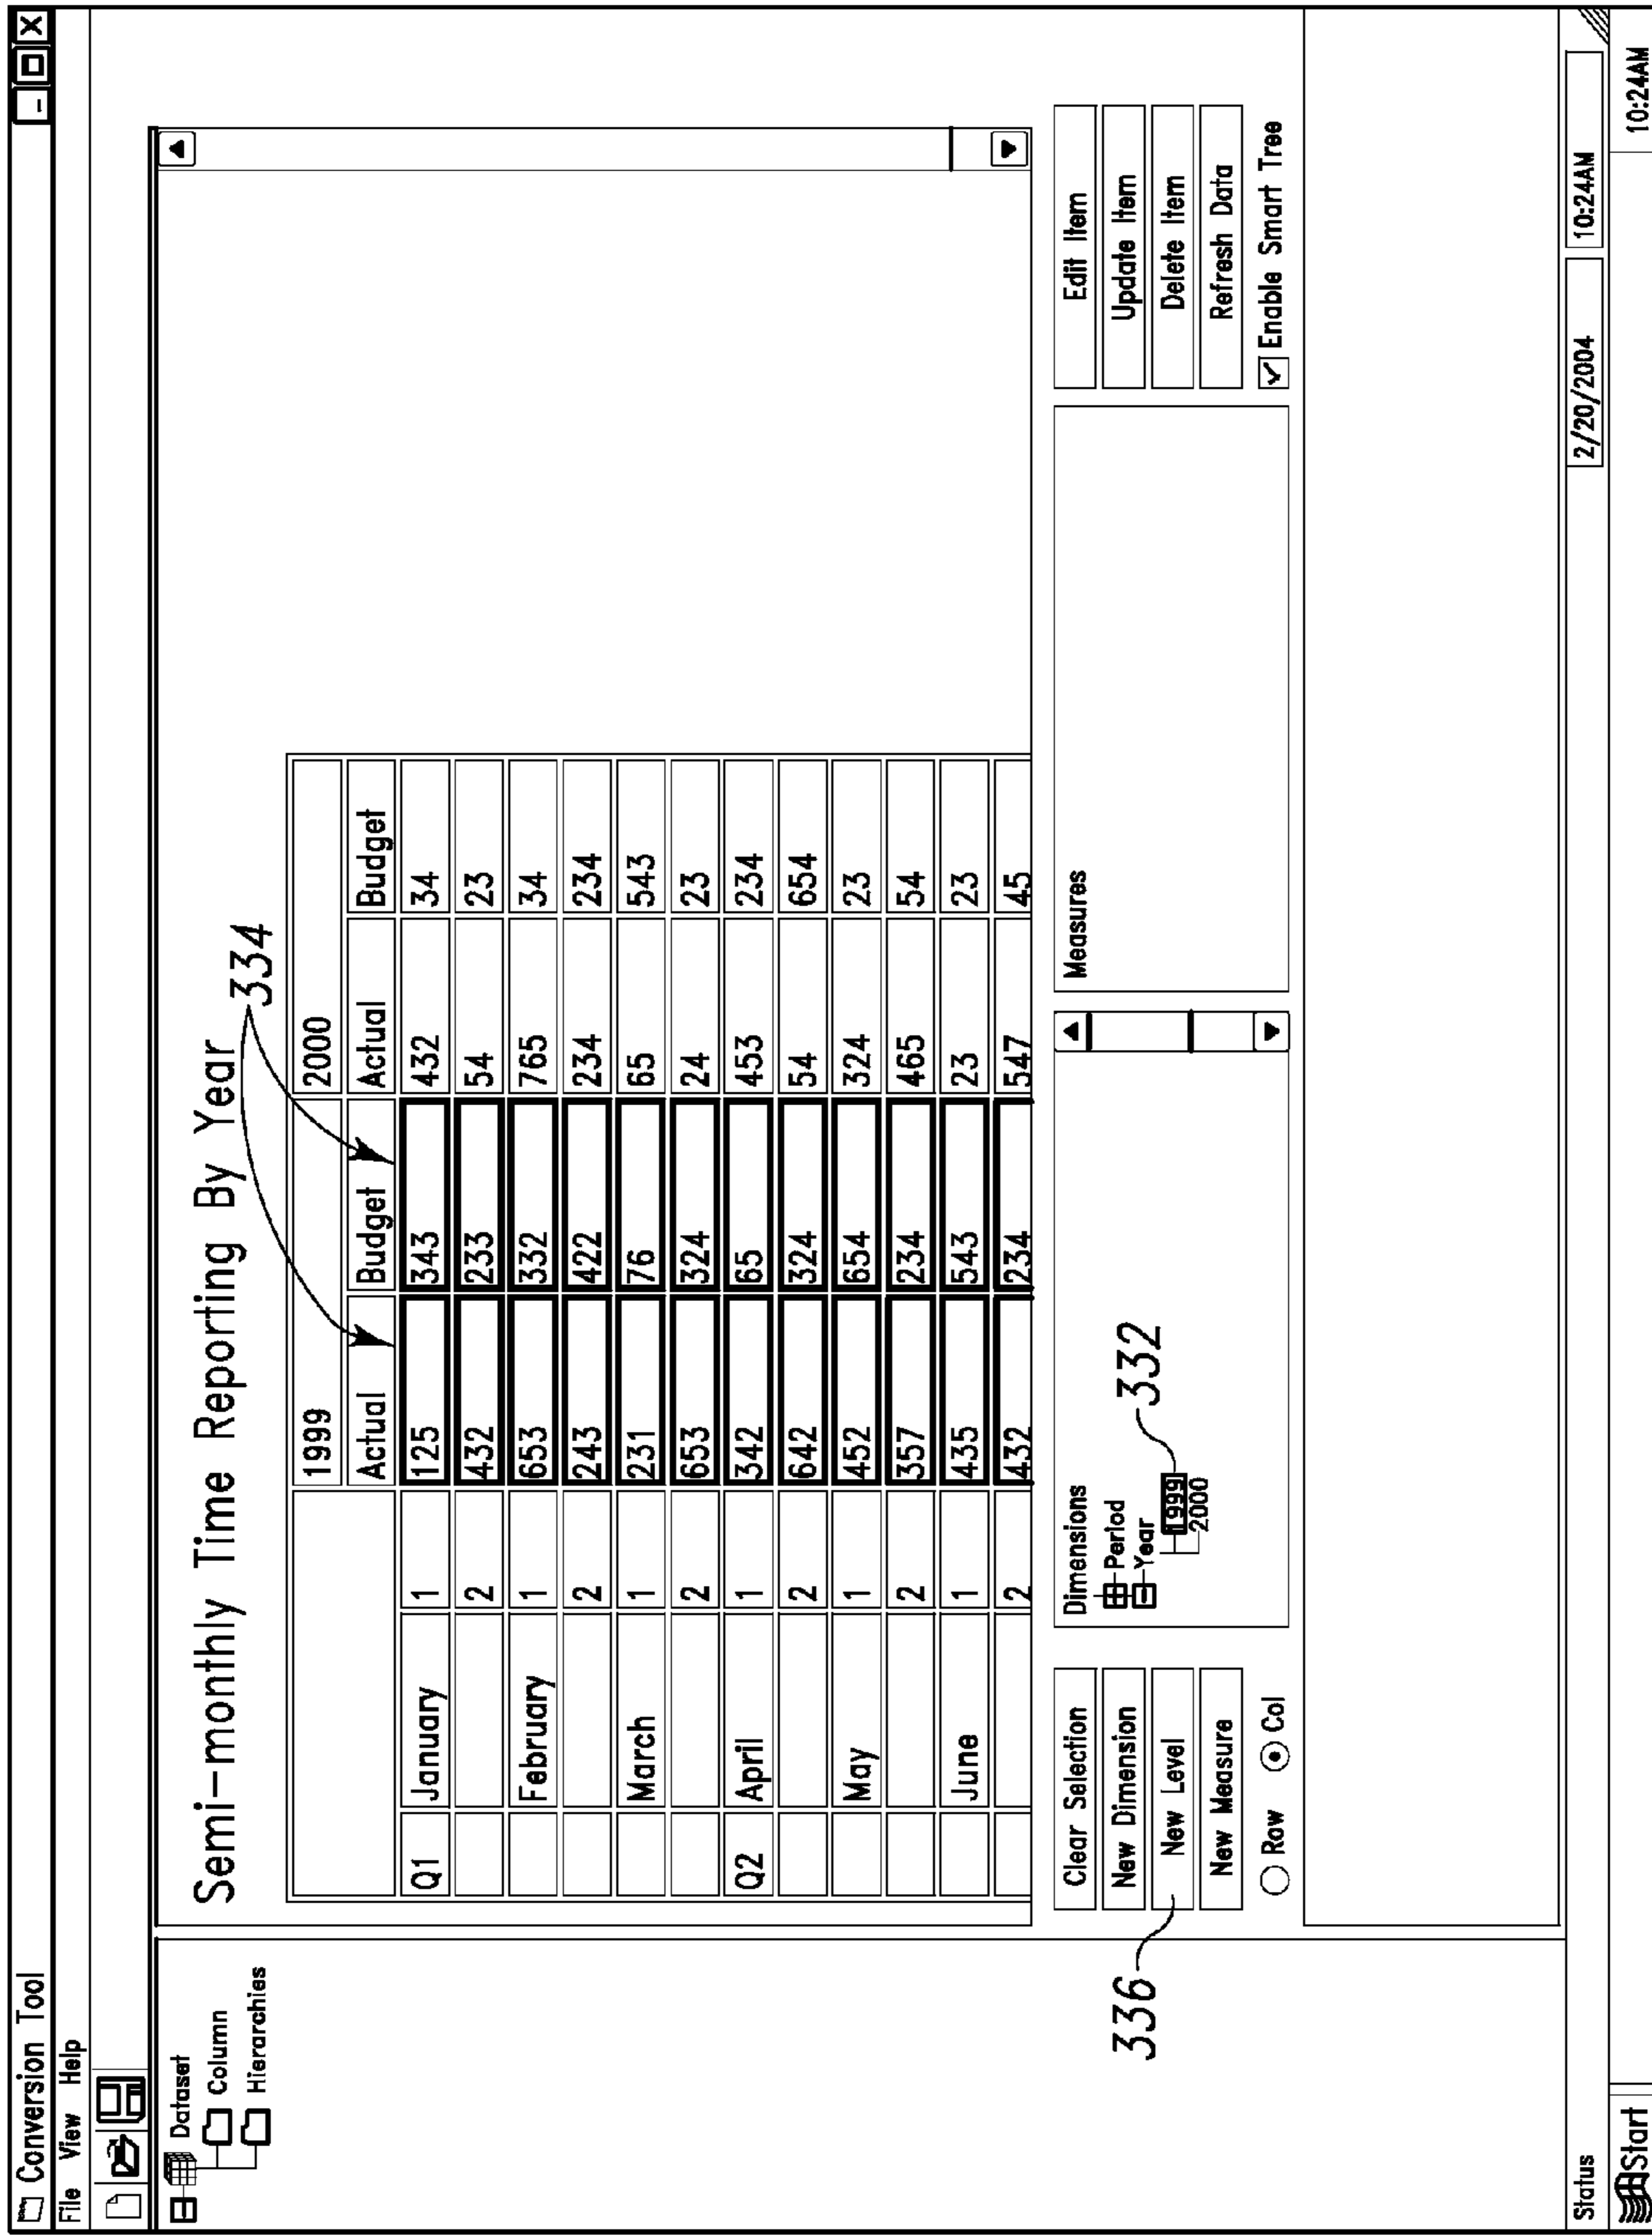 Conversion Tool
File View Help
Dataset
Column
Hierarchies
Semi-monthly Time Reporting By Year
334
1999 2000
Actual Budget Actual Budget
Q1 January 1 125 343 432 34
2 432 233 54 23
February 1 653 332 765 34
2 243 422 234 234
March 1 231 76 65 543
2 653 324 24 23
Q2 April 1 342 65 453 234
2 642 324 54 654
May 1 452 654 324 23
2 357 234 465 54
June 1 435 543 23 23
2 432 234 547 45
Clear Selection
New Dimension
New Level
New Measure
Row Col
336
Dimensions
Period
Year
1999
2000
332
Measures
Edit Item
Update Item
Delete Item
Refresh Data
Enable Smart Tree
Status 2/20/2004 10:24AM
Start 10:24AM